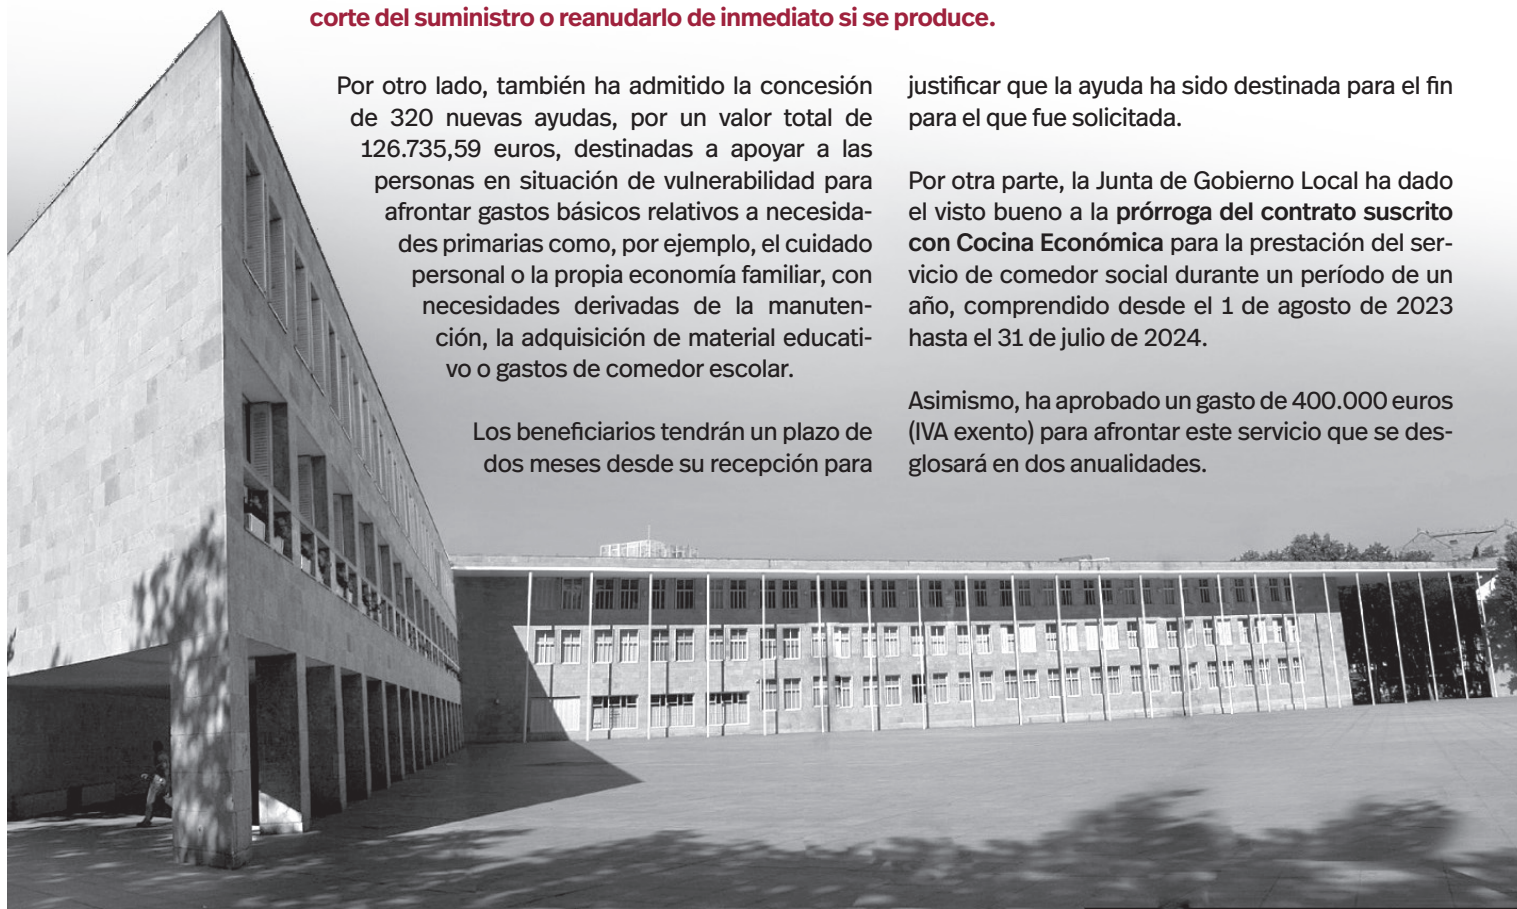 corte del suministro o reanudarlo de inmediato si se produce.
Por otro lado, también ha admitido la concesión
de 320 nuevas ayudas, por un valor total de
126.735,59 euros, destinadas a apoyar a las
personas en situación de vulnerabilidad para
afrontar gastos básicos relativos a necesida-
des primarias como, por ejemplo, el cuidado
personal o la propia economía familiar, con
necesidades derivadas de la manuten-
ción, la adquisición de material educati-
vo o gastos de comedor escolar.
Los beneficiarios tendrán un plazo de
dos meses desde su recepción para
justificar que la ayuda ha sido destinada para el fin
para el que fue solicitada.
Por otra parte, la Junta de Gobierno Local ha dado
el visto bueno a la prórroga del contrato suscrito
con Cocina Económica para la prestación del ser-
vicio de comedor social durante un período de un
año, comprendido desde el 1 de agosto de 2023
hasta el 31 de julio de 2024.
Asimismo, ha aprobado un gasto de 400.000 euros
(IVA exento) para afrontar este servicio que se des-
glosará en dos anualidades.